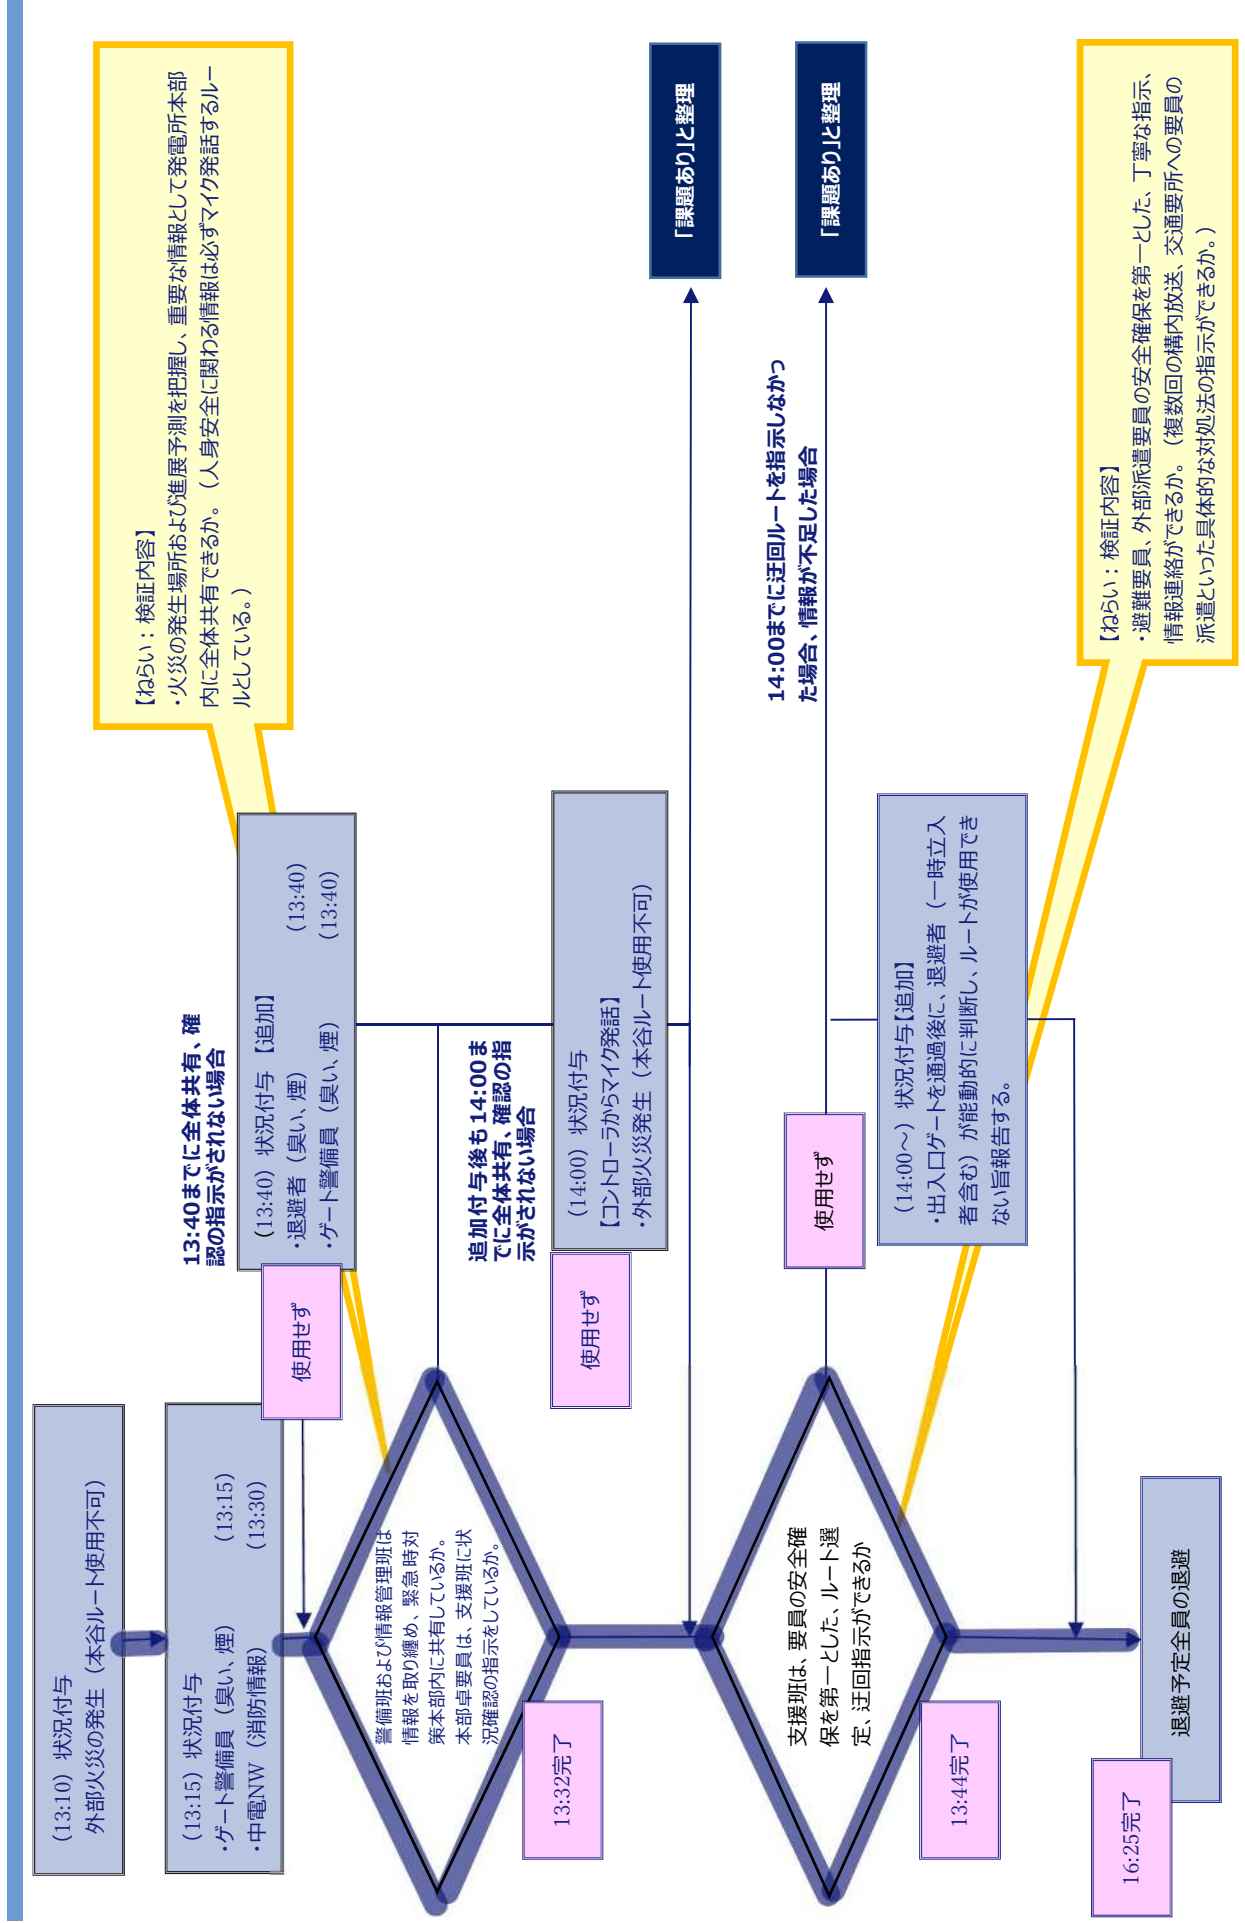 (13:10) 状況付与
外部火災の発生（本谷ルート使用不可）
(13:15) 状況付与
・ゲート警備員（臭い、煙） (13:15)
・中電NW（消防情報） (13:30)
13:40までに全体共有、確
認の指示がされない場合
(13:40) 状況付与 【追加】
・退避者（臭い、煙） (13:40)
・ゲート警備員（臭い、煙） (13:40)
使用せず
【ねらい：検証内容】
・火災の発生場所および進展予測を把握し、重要な情報として発電所本部
内に全体共有できるか。（人身安全に関わる情報は必ずマイク発話するルー
ルとしている。）
警備班および情報管理班は
情報を取り纏め、緊急時対
策本部内に共有しているか。
本部卓要員は、支援班に状
況確認の指示をしているか。
13:32完了
追加付与後も14:00ま
でに全体共有、確認の指
示がされない場合
(14:00) 状況付与
【コントローラからマイク発話】
・外部火災発生（本谷ルート使用不可）
使用せず
「課題あり」と整理
支援班は、要員の安全確
保を第一とした、ルート選
定、迂回指示ができるか
13:44完了
使用せず
14:00までに迂回ルートを指示しなかっ
た場合、情報が不足した場合
「課題あり」と整理
(14:00～) 状況付与【追加】
・出入口ゲートを通過後に、退避者（一時立入
者含む）が能動的に判断し、ルートが使用でき
ない旨報告する。
【ねらい：検証内容】
・避難要員、外部派遣要員の安全確保を第一とした、丁寧な指示、
情報連絡ができるか。（複数回の構内放送、交通要所への要員の
派遣といった具体的な対処法の指示ができるか。）
退避予定全員の退避
16:25完了